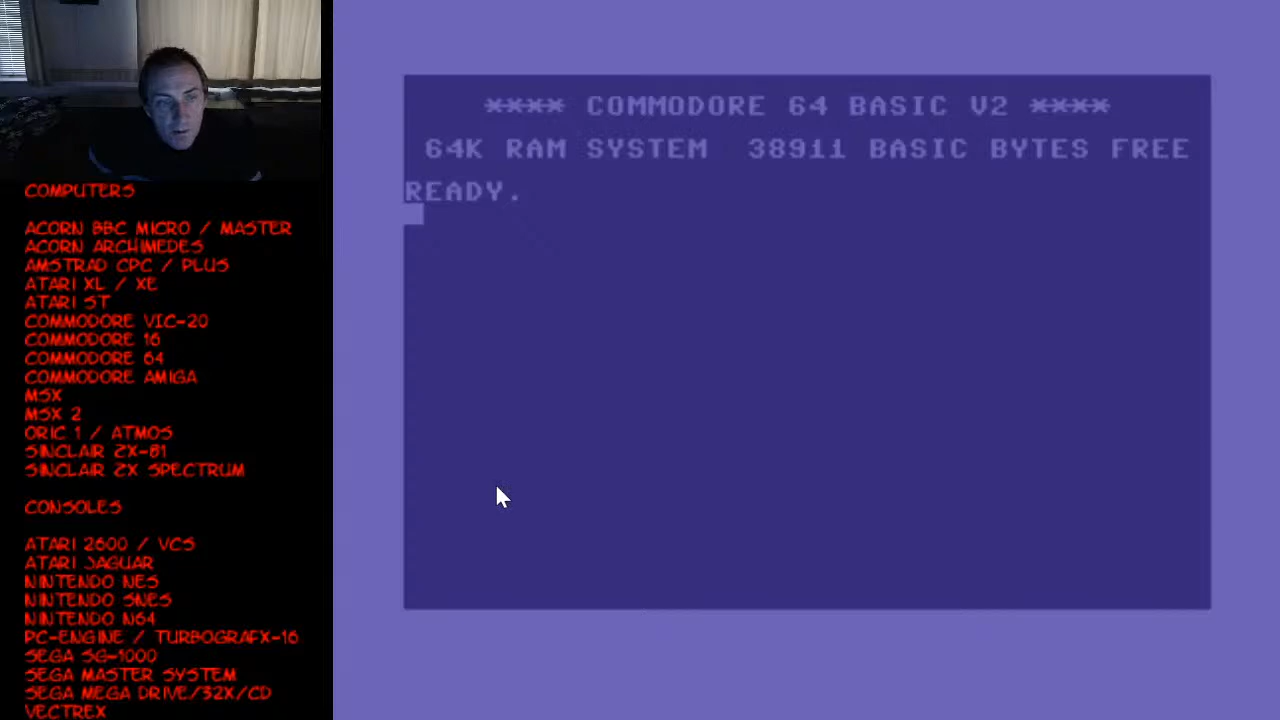 COMPUTERS
ACORN BBC MICRO / MASTER
ACORN ARCHIMEDES
AMSTRAD CPC / PLUS
ATARI XL / XE
ATARI ST
COMMODORE VIC-20
COMMODORE 16
COMMODORE 64
COMMODORE AMIGA
MSX
MSX 2
ORIC 1 / ATMOS
SINCLAIR ZX-81
SINCLAIR ZX SPECTRUM
CONSOLES
ATARI 2600 / VCS
ATARI JAGUAR
NINTENDO NES
NINTENDO SNES
NINTENDO N64
PC-ENGINE / TURBOGRAFX-16
SEGA SG-1000
SEGA MASTER SYSTEM
SEGA MEGA DRIVE/32X/CD
VECTREX
**** COMMODORE 64 BASIC V2 ****
64K RAM SYSTEM 38911 BASIC BYTES FREE
READY.